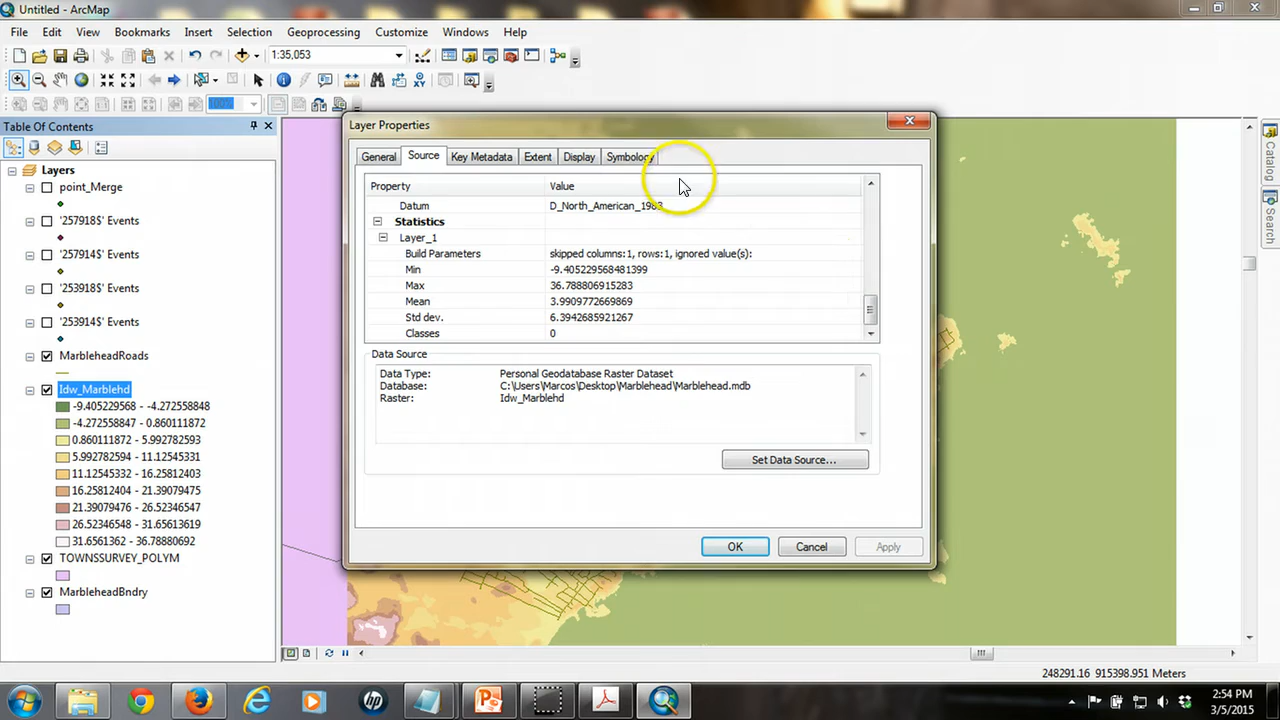 Untitled - ArcMap
File Edit View Bookmarks Insert Selection Geoprocessing Customize Windows Help
1:35,053
100%
Table Of Contents
Layers
point_Merge
'257918$' Events
'257914$' Events
'253918$' Events
'253914$' Events
MarbleheadRoads
Idw_Marblehd
-9.405229568 - -4.272558848
-4.272558847 - 0.860111872
0.860111872 - 5.992782593
5.992782594 - 11.12545331
11.12545332 - 16.25812403
16.25812404 - 21.39079475
21.39079476 - 26.52346547
26.52346548 - 31.65613619
31.6561362 - 36.78880692
TOWNSSURVEY_POLYM
MarbleheadBndry
Layer Properties
General Source Key Metadata Extent Display Symbology
Property Value
Datum D_North_American_1983
Statistics
Layer_1
Build Parameters skipped columns:1, rows:1, ignored value(s):
Min -9.405229568481399
Max 36.788806915283
Mean 3.9909772669869
Std dev. 6.3942685921267
Classes 0
Data Source
Data Type: Personal Geodatabase Raster Dataset
Database: C:\Users\Marcos\Desktop\Marblehead\Marblehead.mdb
Raster: Idw_Marblehd
Set Data Source...
OK Cancel Apply
Catalog
Search
248291.16 915398.951 Meters
2:54 PM
3/5/2015